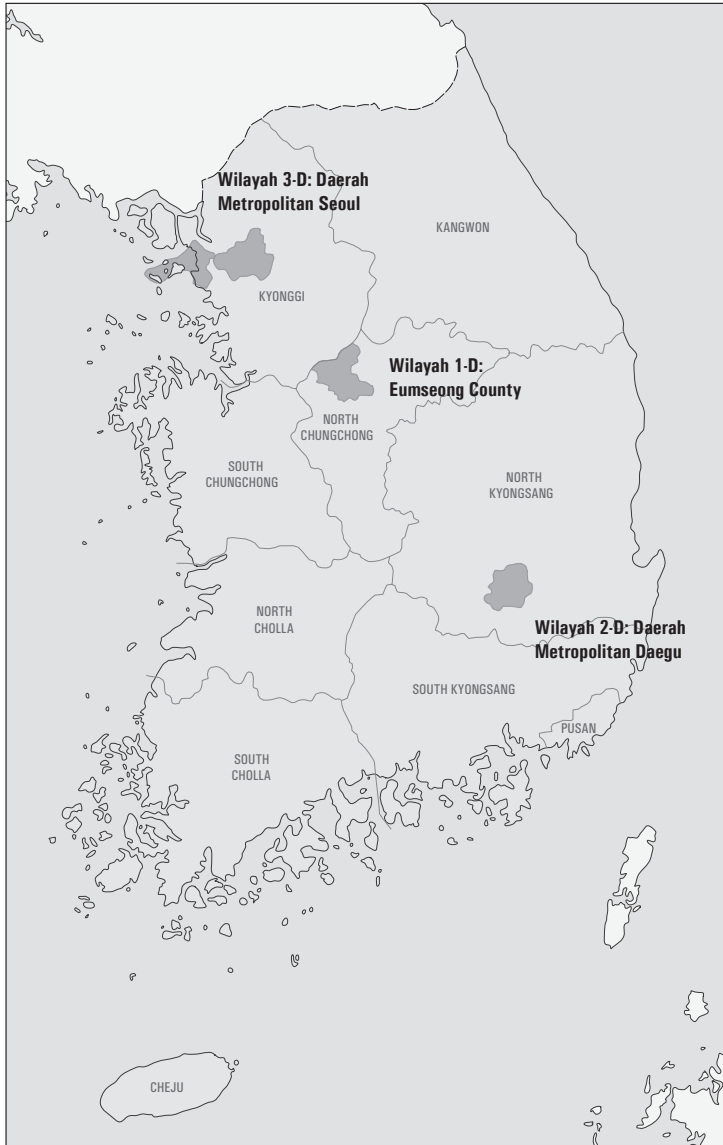 Wilayah 3-D: Daerah
Metropolitan Seoul
KANGWON
KYONGGI
Wilayah 1-D:
Eumseong County
NORTH
CHUNGCHONG
SOUTH
CHUNGCHONG
NORTH
KYONGSANG
NORTH
CHOLLA
Wilayah 2-D: Daerah
Metropolitan Daegu
SOUTH KYONGSANG
PUSAN
SOUTH
CHOLLA
CHEJU